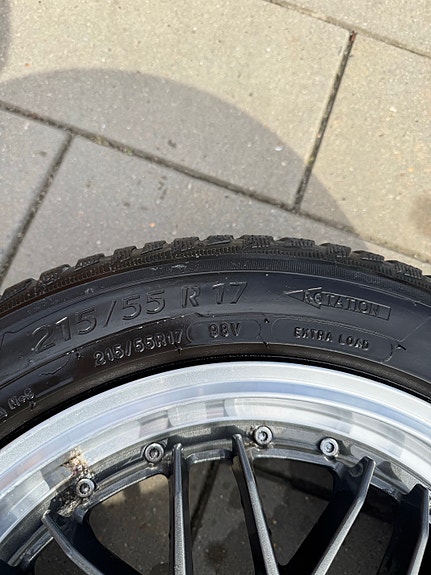 215/55 R 17 ROTATION
215/55R17 98V EXTRA LOAD
M+S